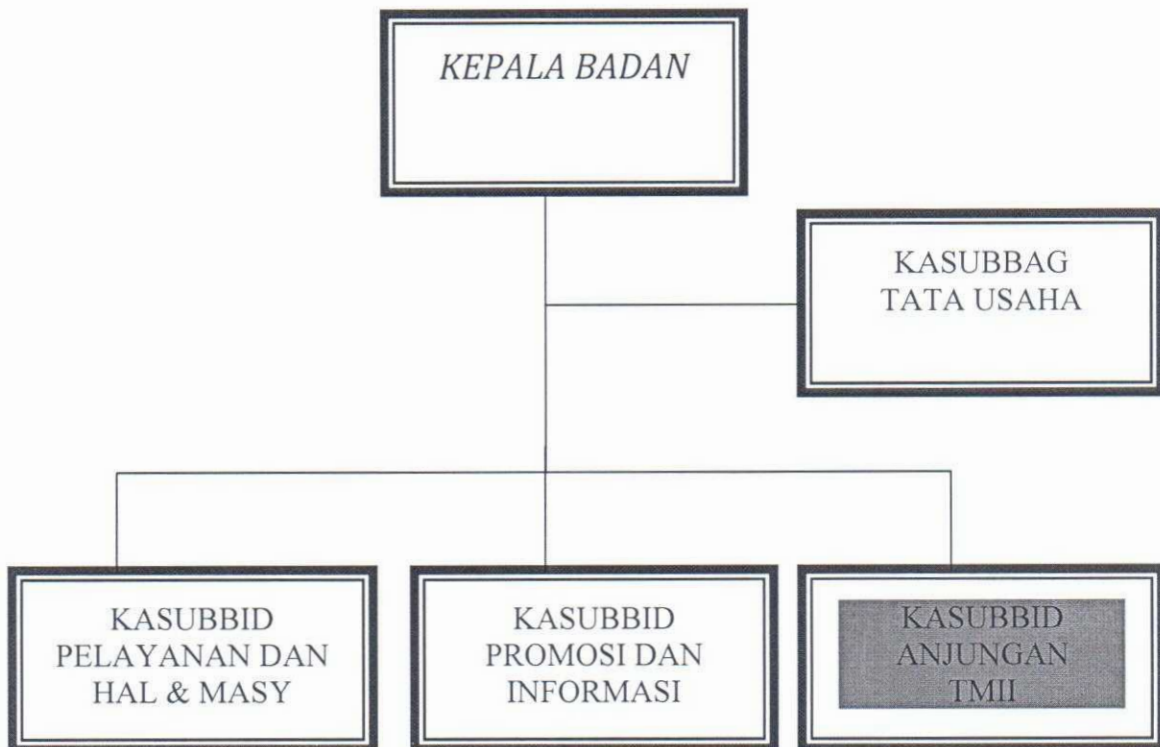 KEPALA BADAN
KASUBBAG
TATA USAHA
KASUBBID
PELAYANAN DAN
HAL & MASY
KASUBBID
PROMOSI DAN
INFORMASI
KASUBBID
ANJUNGAN
TMII